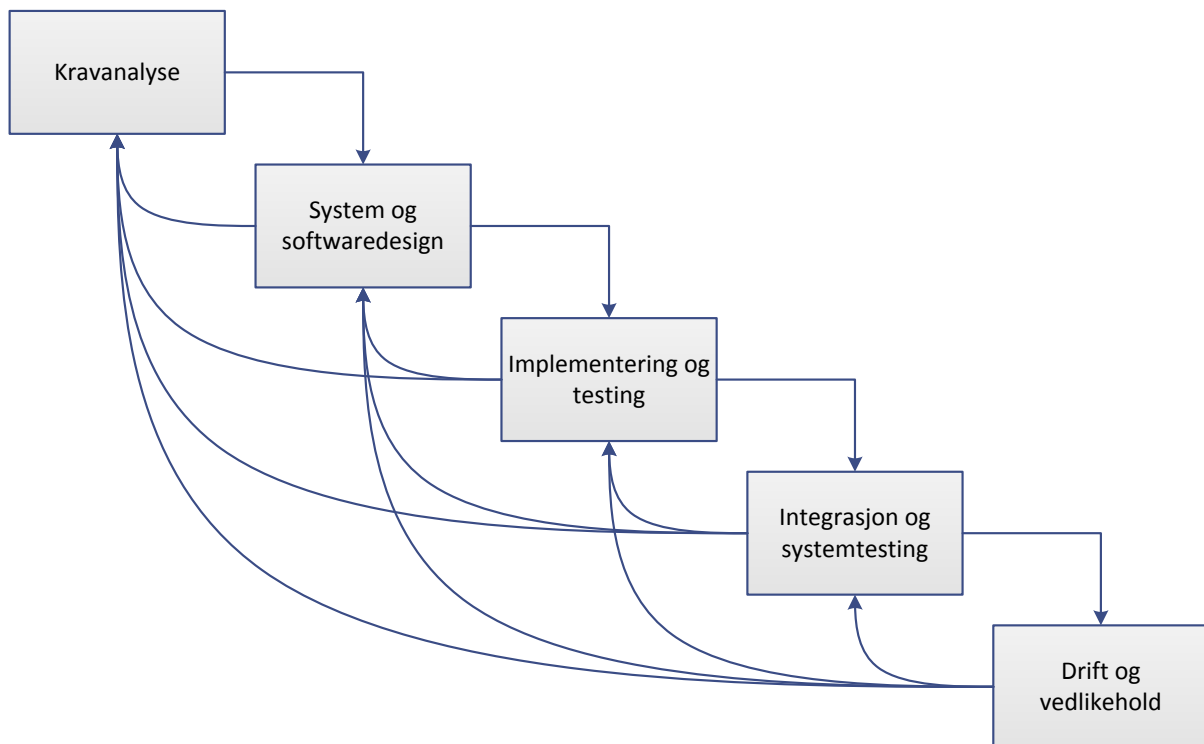 Kravanalyse
System og
softwaredesign
Implementering og
testing
Integrasjon og
systemtesting
Drift og
vedlikehold